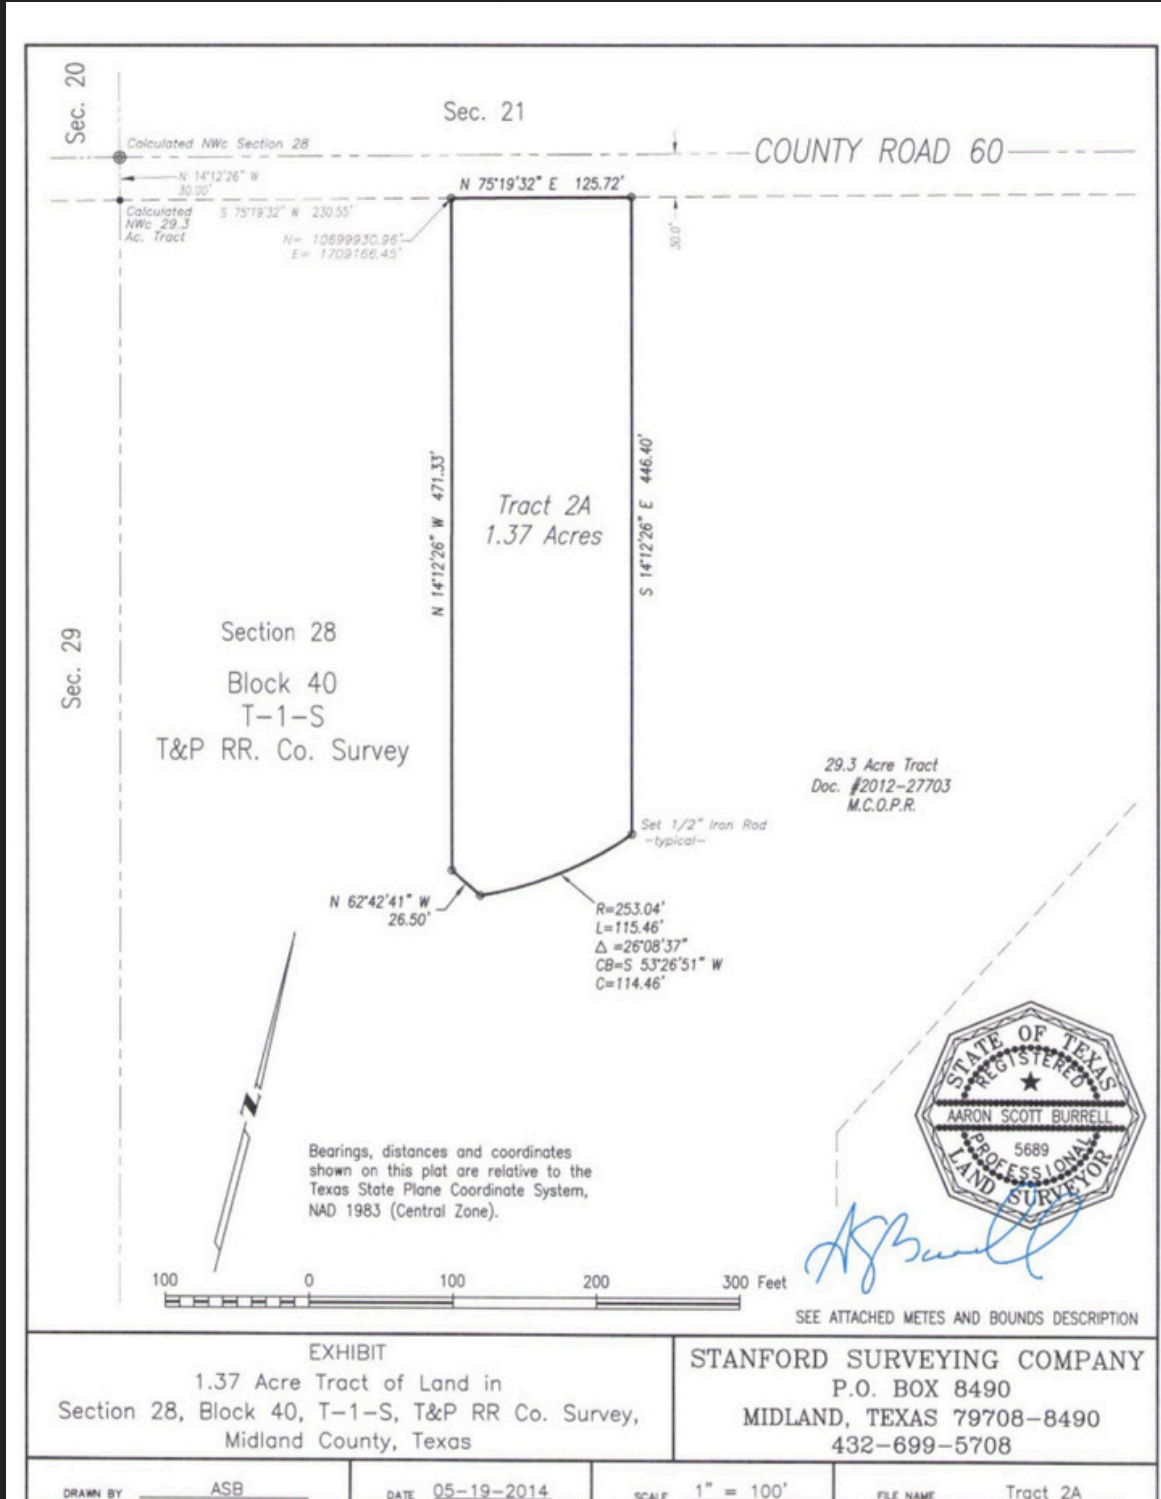 Sec. 20
Sec. 21
Calculated NWc Section 28
COUNTY ROAD 60
N 14°12'26" W
30.00'
N 75°19'32" E 125.72'
Calculated
NWc 29.3
Ac. Tract
S 75°19'32" W 230.55'
N= 10699930.96'
E= 1709166.45'
30.0'
N 14°12'26" W 471.33'
S 14°12'26" E 446.40'
Tract 2A
1.37 Acres
Sec. 29
Section 28
Block 40
T-1-S
T&P RR. Co. Survey
29.3 Acre Tract
Doc. #2012-27703
M.C.O.P.R.
Set 1/2" Iron Rod
-typical-
N 62°42'41" W
26.50'
R=253.04'
L=115.46'
Δ =26°08'37"
CB=S 53°26'51" W
C=114.46'
N
STATE OF TEXAS
REGISTERED
AARON SCOTT BURRELL
5689
PROFESSIONAL
LAND SURVEYOR
Bearings, distances and coordinates
shown on this plat are relative to the
Texas State Plane Coordinate System,
NAD 1983 (Central Zone).
100 0 100 200 300 Feet
SEE ATTACHED METES AND BOUNDS DESCRIPTION
EXHIBIT
1.37 Acre Tract of Land in
Section 28, Block 40, T-1-S, T&P RR Co. Survey,
Midland County, Texas
STANFORD SURVEYING COMPANY
P.O. BOX 8490
MIDLAND, TEXAS 79708-8490
432-699-5708
DRAWN BY ASB
DATE 05-19-2014
SCALE 1" = 100'
FILE NAME Tract 2A